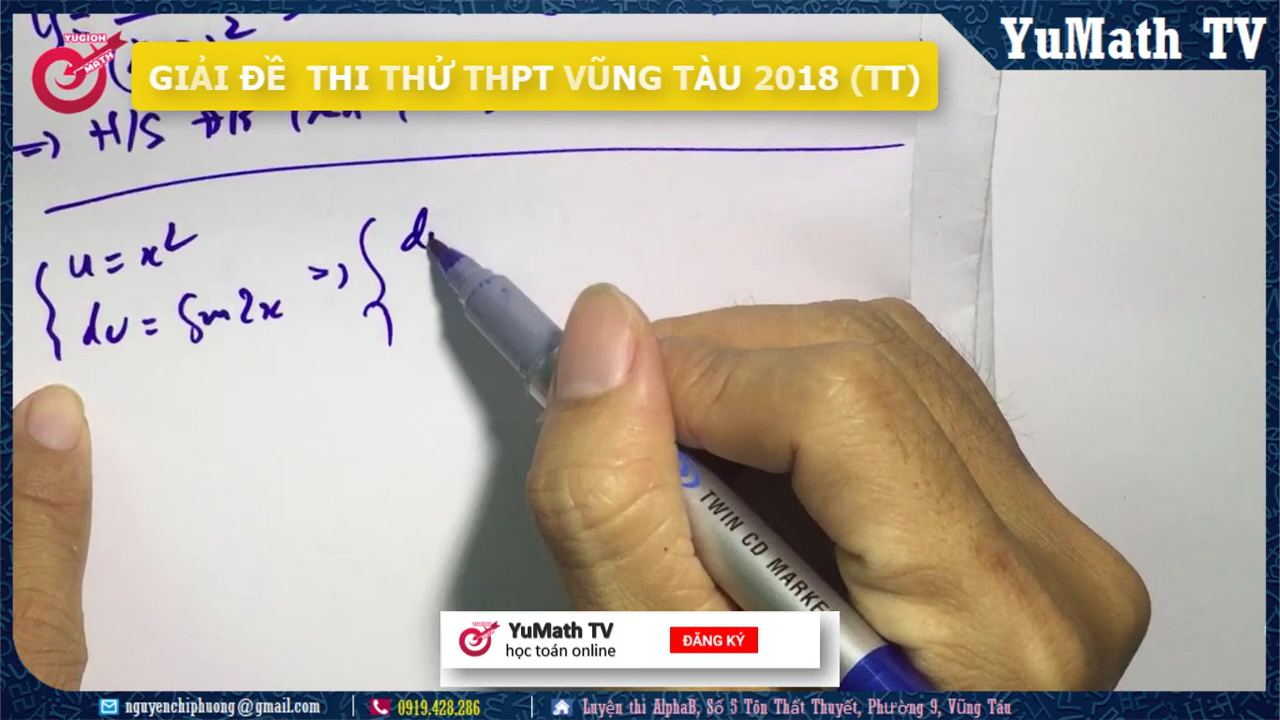 YuMath TV
YUGIOH
MATH
GIẢI ĐỀ THI THỬ THPT VŨNG TÀU 2018 (TT)
=> H/S
u = x²
dv = sin2x => d
TWIN CD MARKE
YuMath TV
học toán online
ĐĂNG KÝ
nguyenchiphuong@gmail.com
0919.428.286
Luyện thi AlphaB, Số 5 Tôn Thất Thuyết, Phường 9, Vũng Tàu